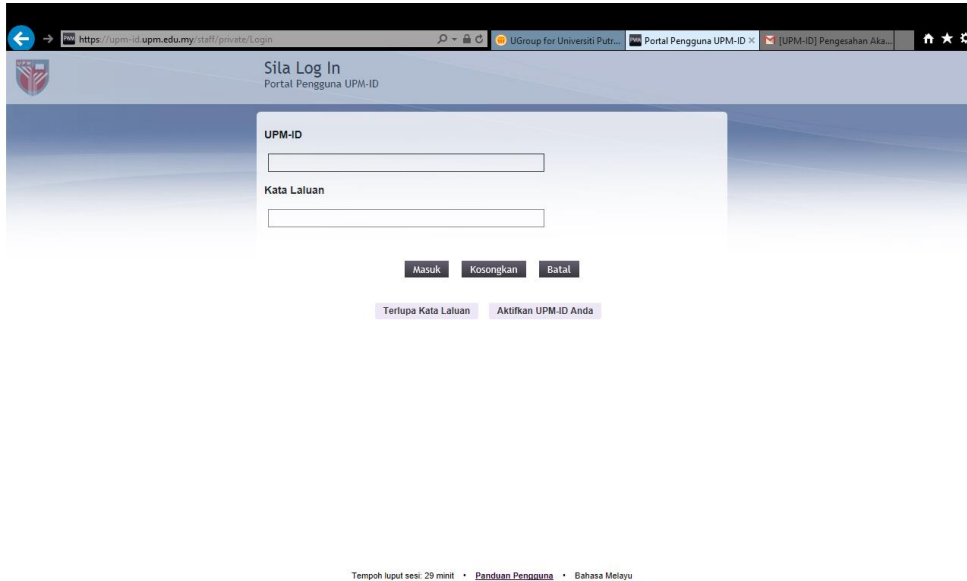 https://upm-id.upm.edu.my/staff/private/Login
UGroup for Universiti Putr...
Portal Pengguna UPM-ID
[UPM-ID] Pengesahan Aka...
Sila Log In
Portal Pengguna UPM-ID
UPM-ID
Kata Laluan
Masuk Kosongkan Batal
Terlupa Kata Laluan Aktifkan UPM-ID Anda
Tempoh luput sesi: 29 minit • Panduan Pengguna • Bahasa Melayu